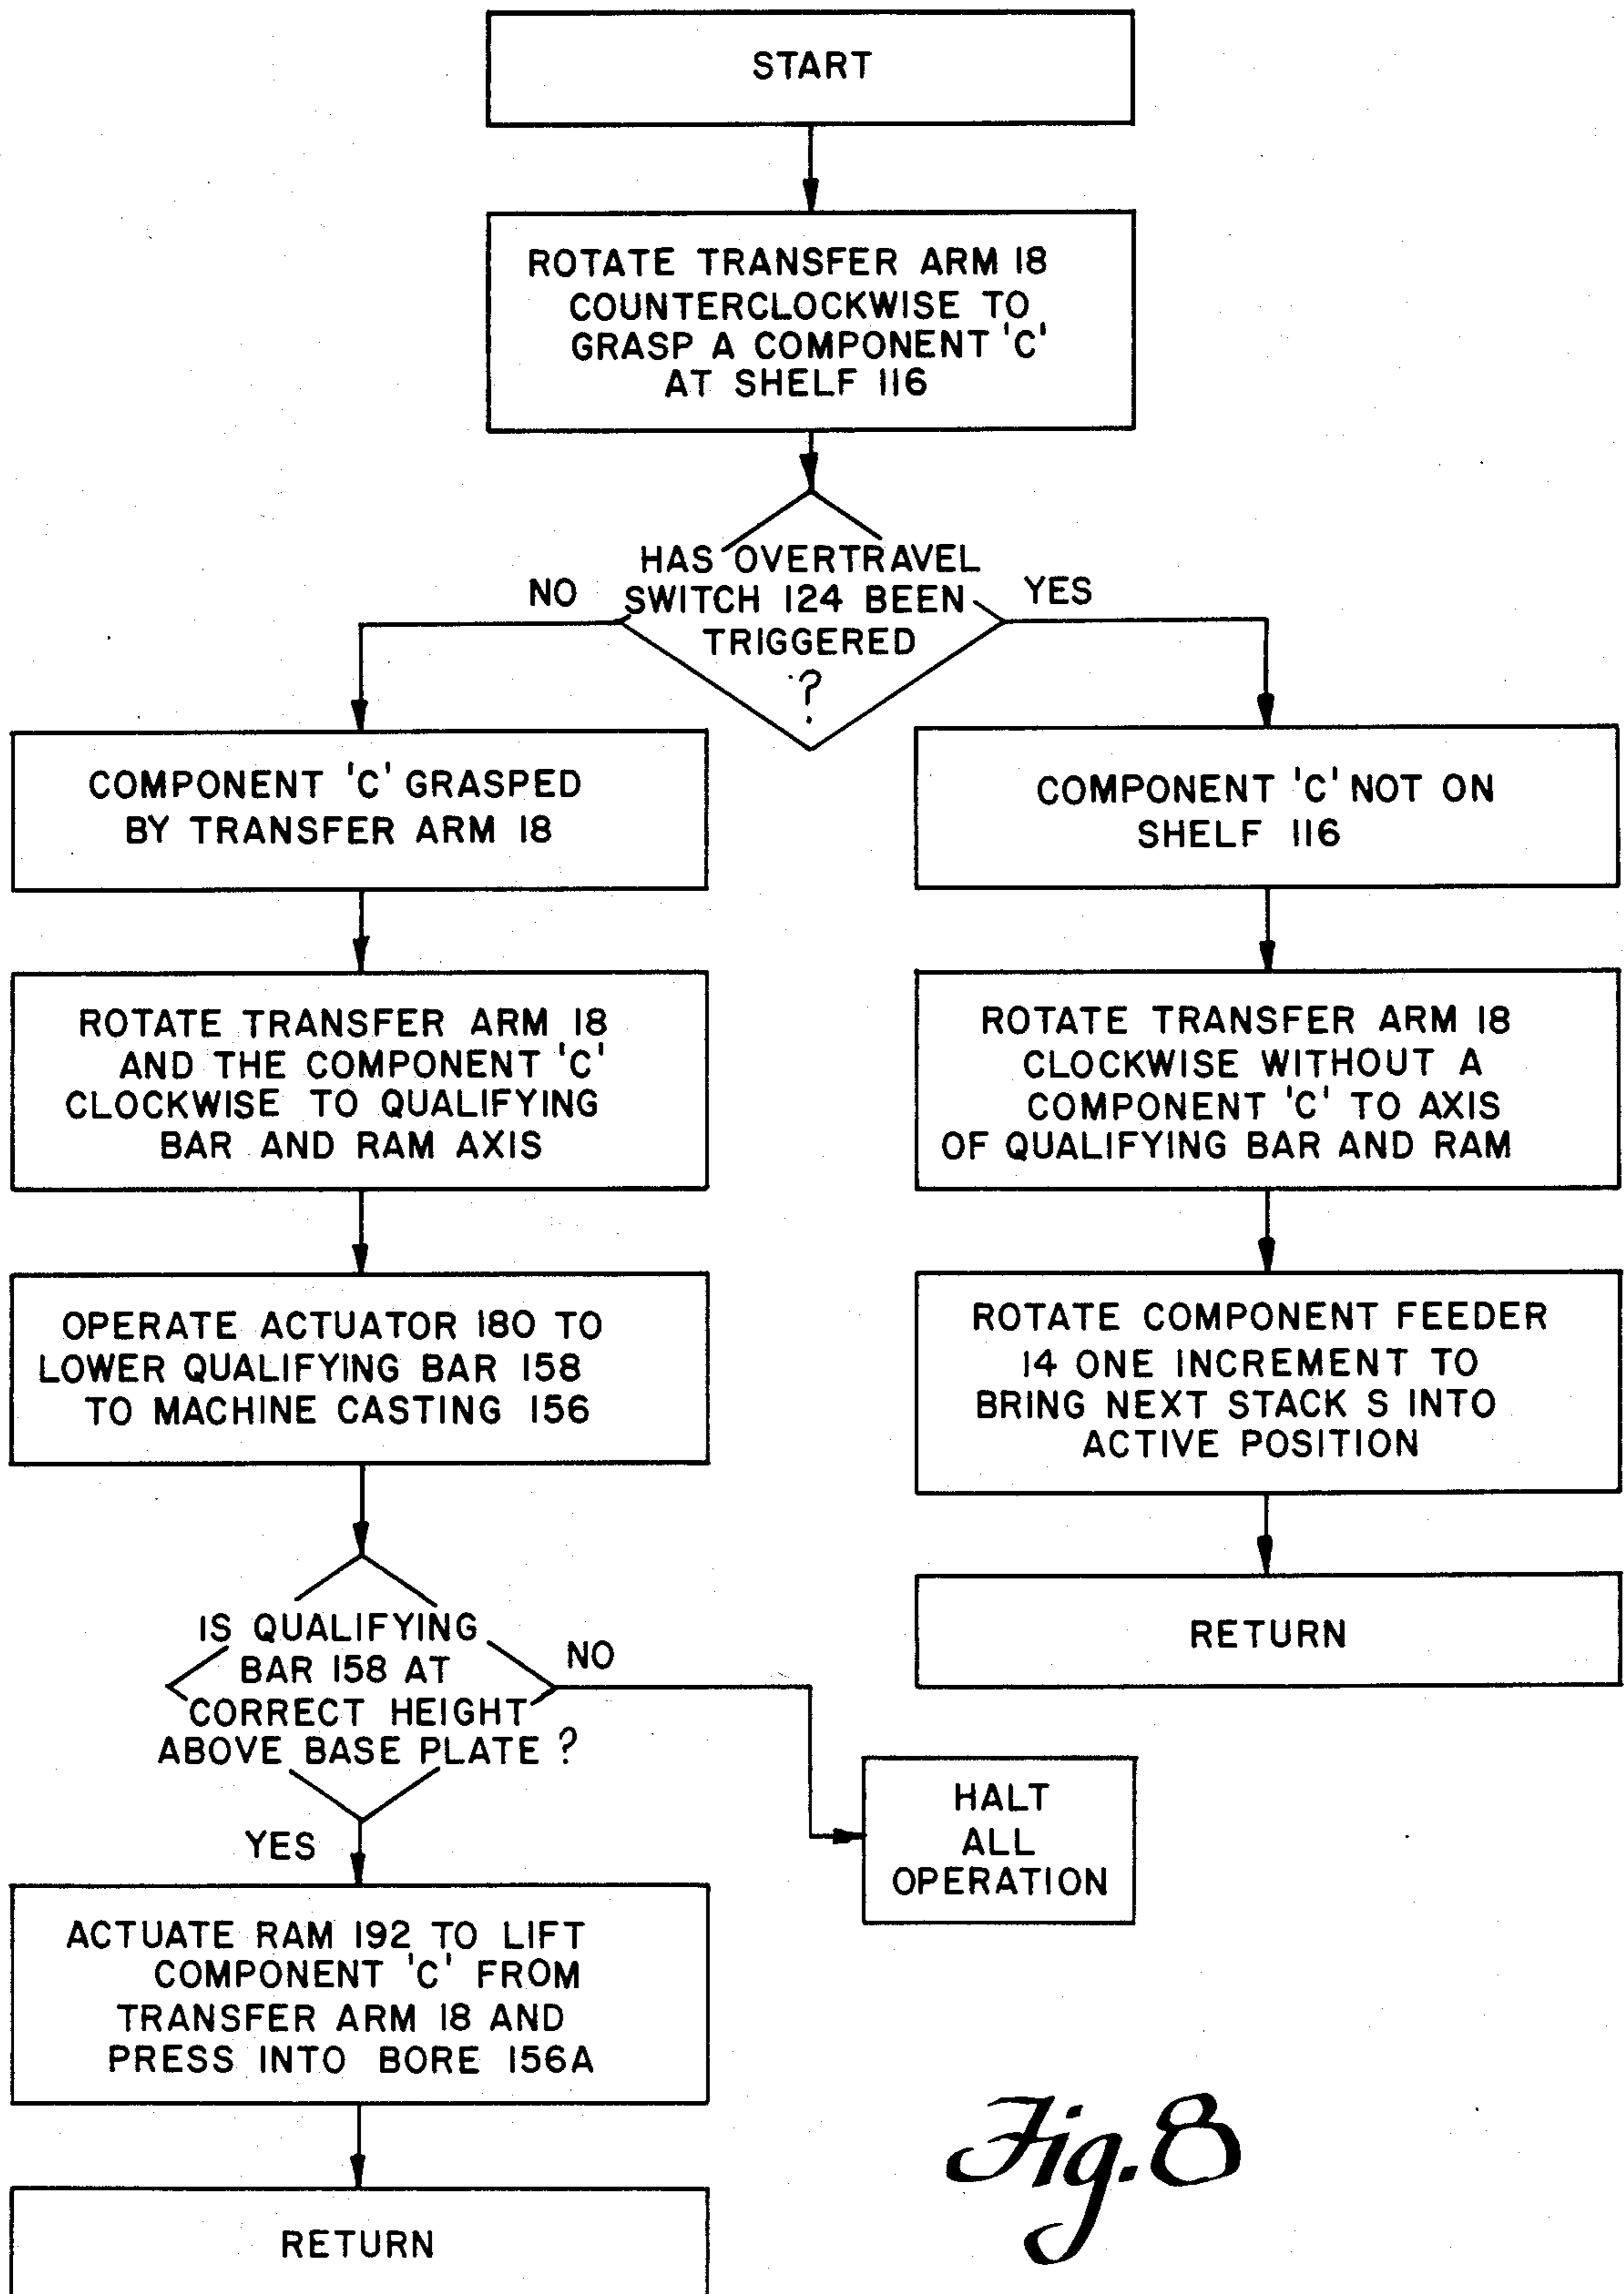 START
ROTATE TRANSFER ARM 18
COUNTERCLOCKWISE TO
GRASP A COMPONENT 'C'
AT SHELF 116
HAS OVERTRAVEL
SWITCH 124 BEEN
TRIGGERED
?
NO
YES
COMPONENT 'C' GRASPED
BY TRANSFER ARM 18
ROTATE TRANSFER ARM 18
AND THE COMPONENT 'C'
CLOCKWISE TO QUALIFYING
BAR AND RAM AXIS
OPERATE ACTUATOR 180 TO
LOWER QUALIFYING BAR 158
TO MACHINE CASTING 156
IS QUALIFYING
BAR 158 AT
CORRECT HEIGHT
ABOVE BASE PLATE ?
NO
YES
HALT
ALL
OPERATION
ACTUATE RAM 192 TO LIFT
COMPONENT 'C' FROM
TRANSFER ARM 18 AND
PRESS INTO BORE 156A
RETURN
COMPONENT 'C' NOT ON
SHELF 116
ROTATE TRANSFER ARM 18
CLOCKWISE WITHOUT A
COMPONENT 'C' TO AXIS
OF QUALIFYING BAR AND RAM
ROTATE COMPONENT FEEDER
14 ONE INCREMENT TO
BRING NEXT STACK S INTO
ACTIVE POSITION
RETURN
Fig. 8